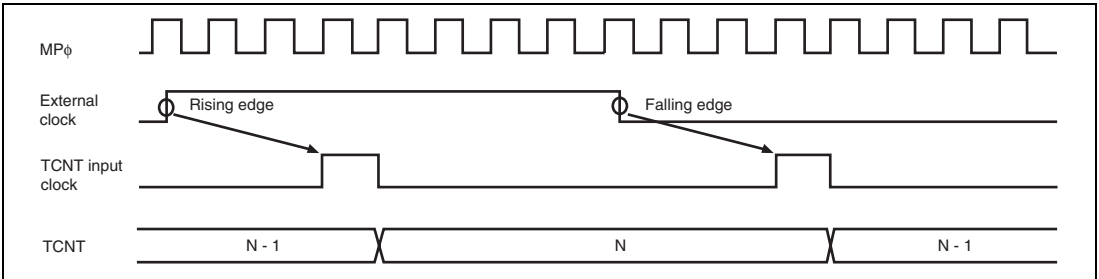 MPϕ
External
clock
Rising edge
Falling edge
TCNT input
clock
TCNT
N - 1
N
N - 1